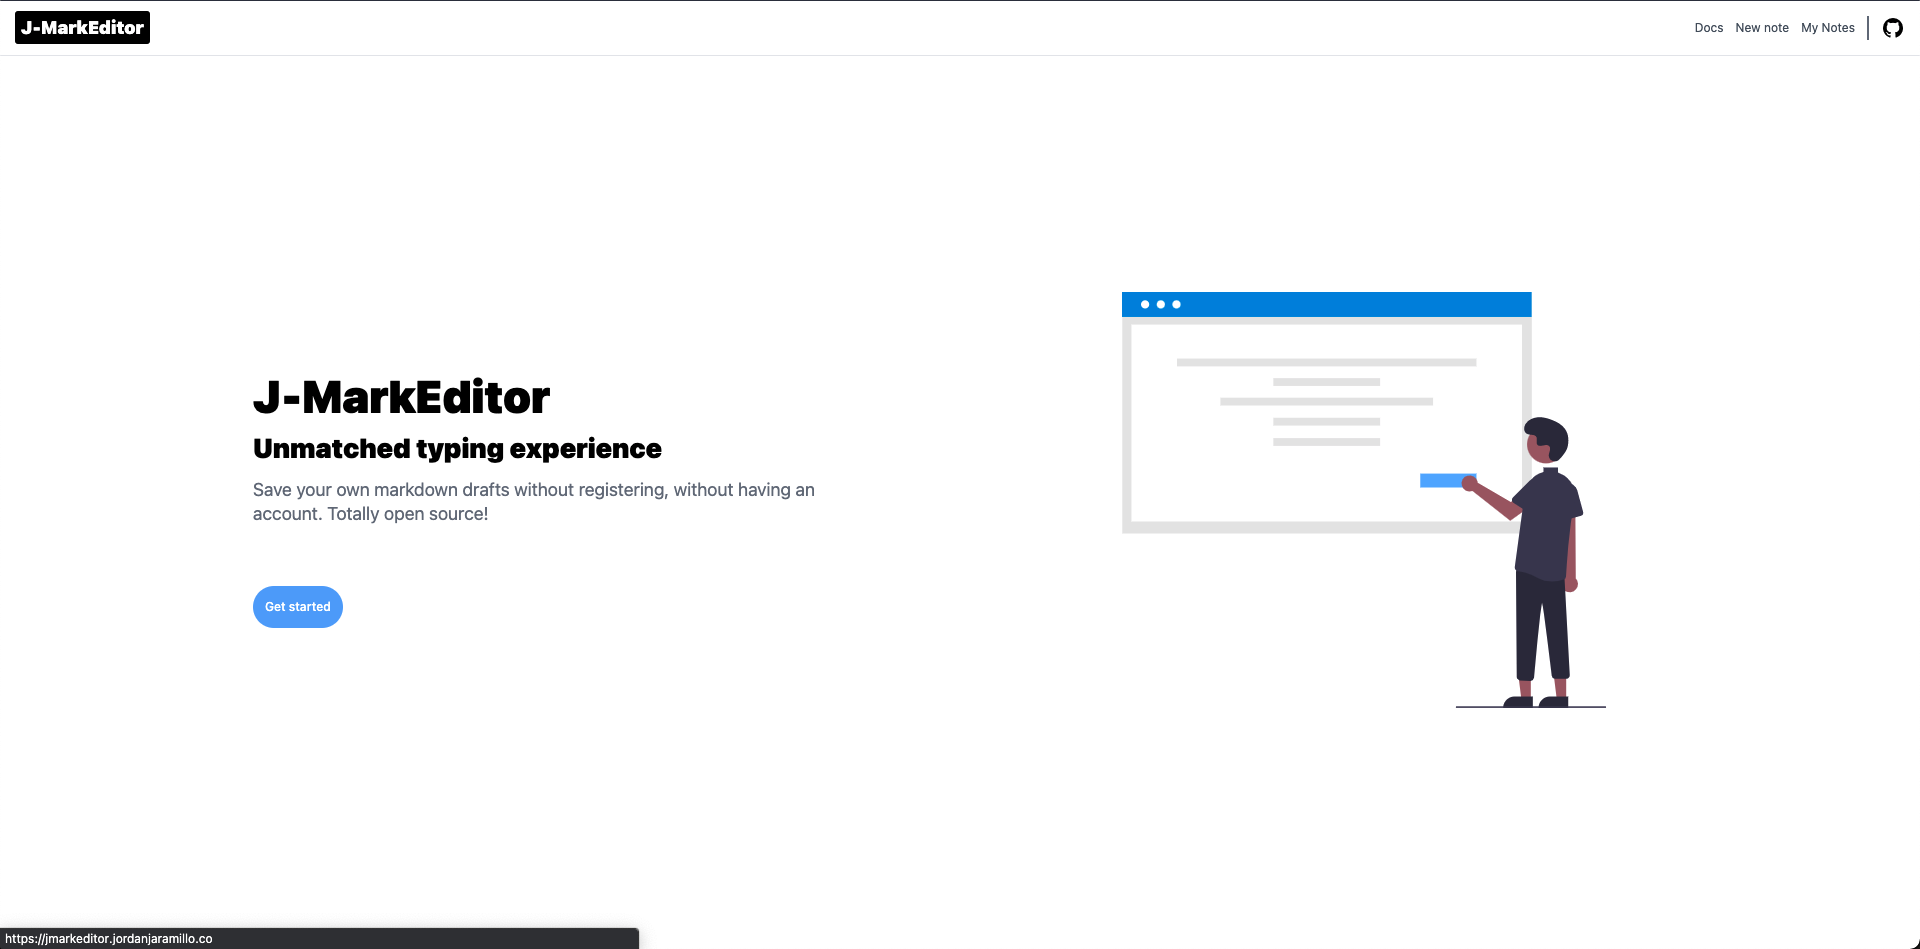 J-MarkEditor
Docs New note My Notes
J-MarkEditor
Unmatched typing experience
Save your own markdown drafts without registering, without having an
account. Totally open source!
Get started
https://jmarkeditor.jordanjaramillo.co